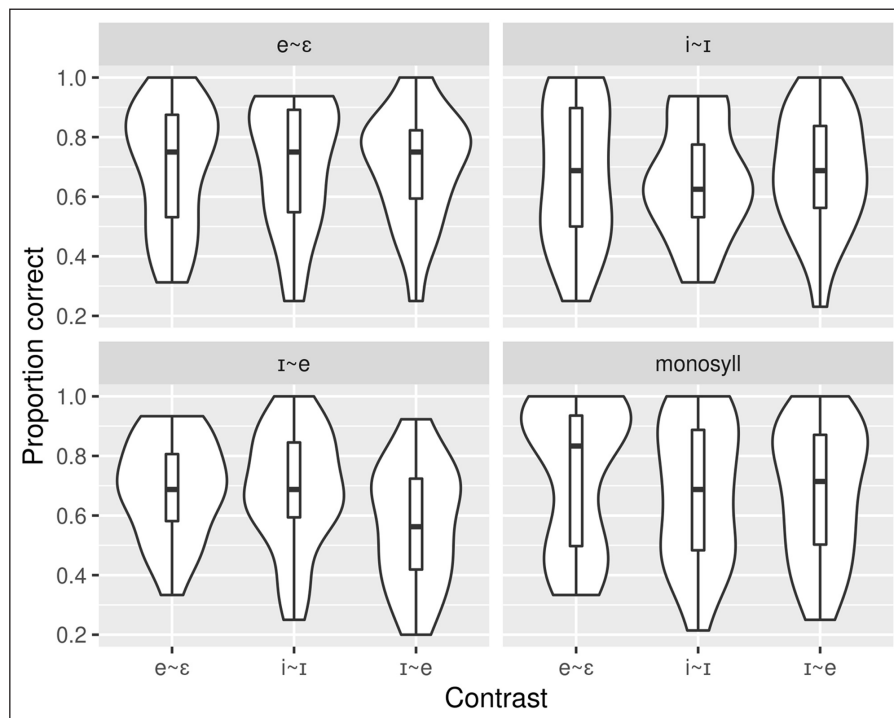 e~ɛ i~ɪ
1.0
0.8
0.6
0.4
0.2
ɪ~e monosyll
1.0
0.8
0.6
0.4
0.2
Proportion correct
e~ɛ i~ɪ ɪ~e e~ɛ i~ɪ ɪ~e
Contrast